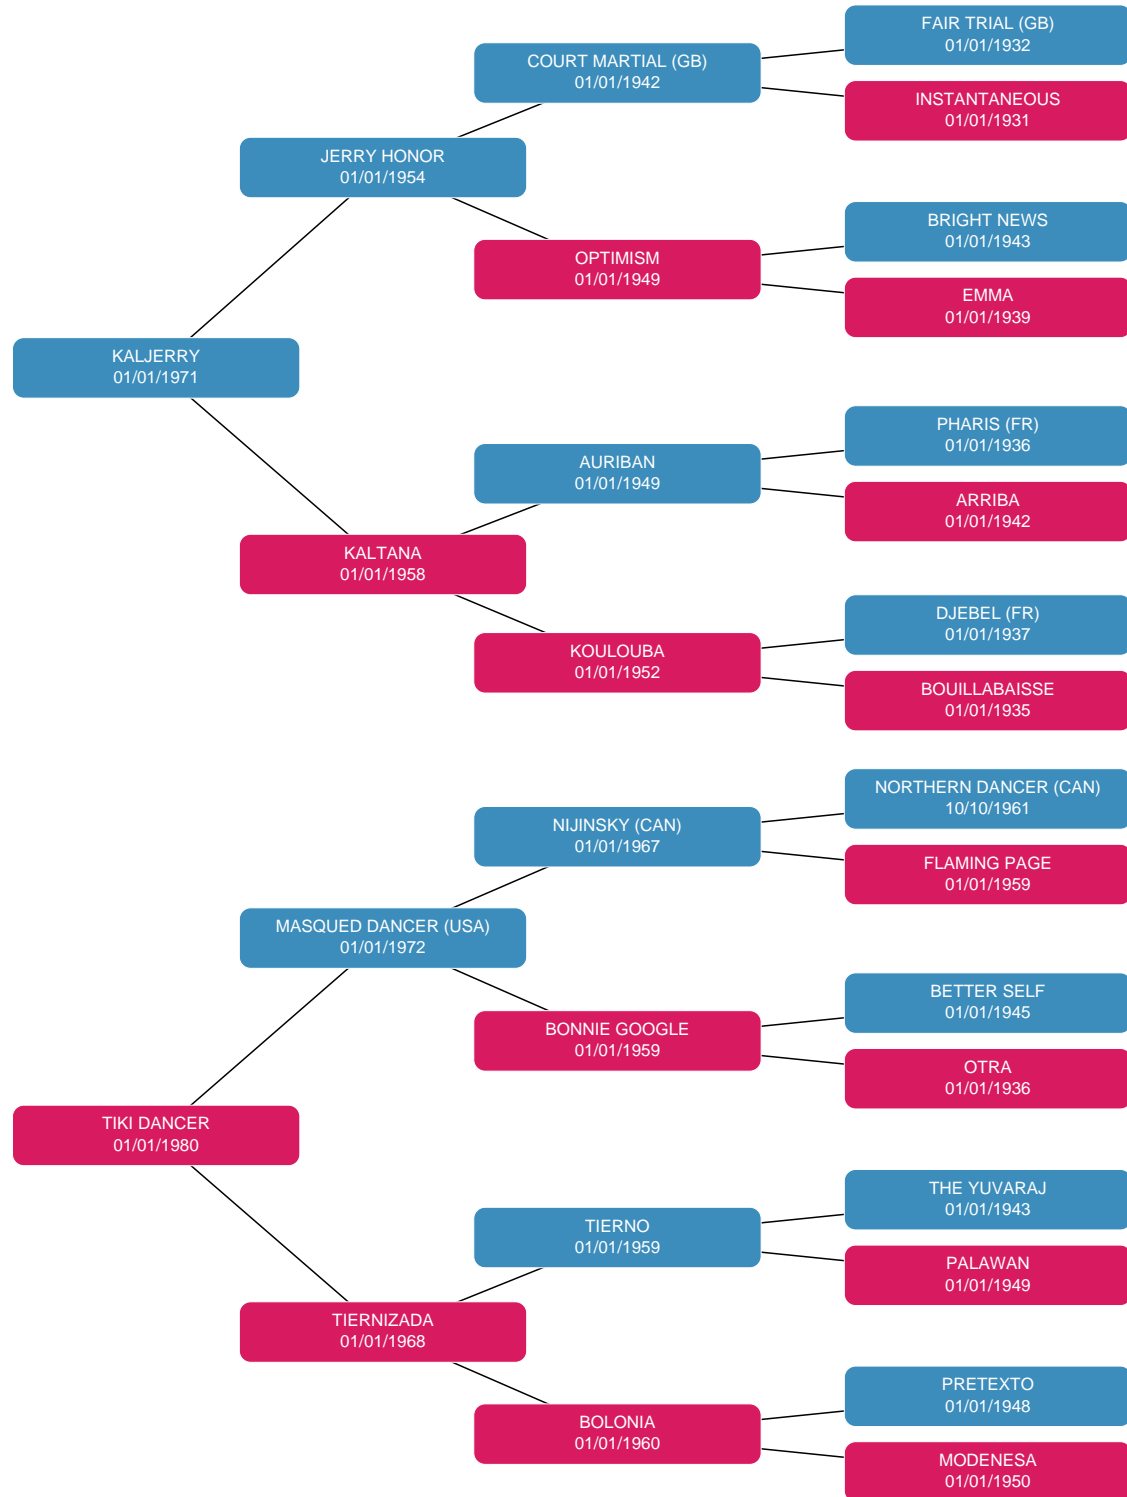 FAIR TRIAL (GB)
01/01/1932
COURT MARTIAL (GB)
01/01/1942
INSTANTANEOUS
01/01/1931
JERRY HONOR
01/01/1954
BRIGHT NEWS
01/01/1943
OPTIMISM
01/01/1949
EMMA
01/01/1939
KALJERRY
01/01/1971
PHARIS (FR)
01/01/1936
AURIBAN
01/01/1949
ARRIBA
01/01/1942
KALTANA
01/01/1958
DJEBEL (FR)
01/01/1937
KOULOUBA
01/01/1952
BOUILLABAISSE
01/01/1935
NORTHERN DANCER (CAN)
10/10/1961
NIJINSKY (CAN)
01/01/1967
FLAMING PAGE
01/01/1959
MASQUED DANCER (USA)
01/01/1972
BETTER SELF
01/01/1945
BONNIE GOOGLE
01/01/1959
OTRA
01/01/1936
TIKI DANCER
01/01/1980
THE YUVARAJ
01/01/1943
TIERNO
01/01/1959
PALAWAN
01/01/1949
TIERNIZADA
01/01/1968
PRETEXTO
01/01/1948
BOLONIA
01/01/1960
MODENESA
01/01/1950